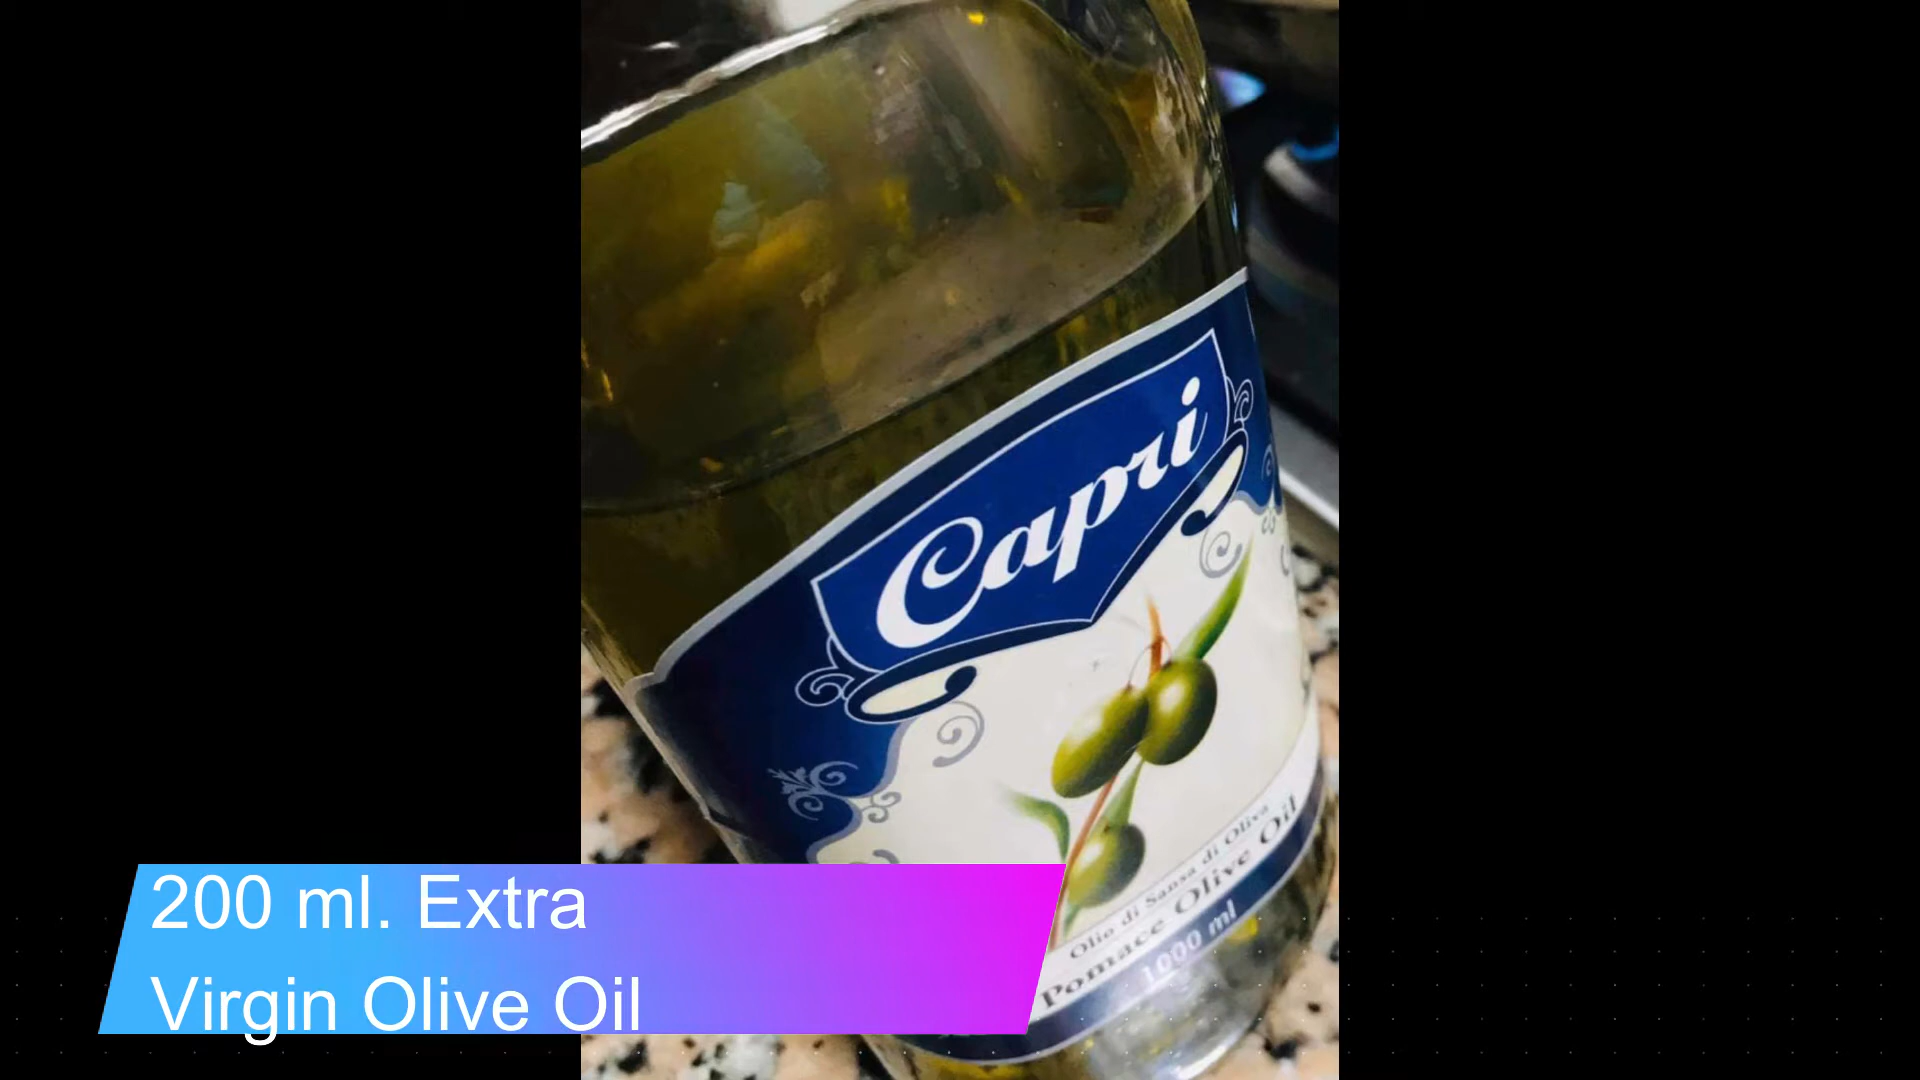 Capri
Olio di Sansa di Oliva
Pomace Olive Oil
1000 ml
200 ml. Extra
Virgin Olive Oil